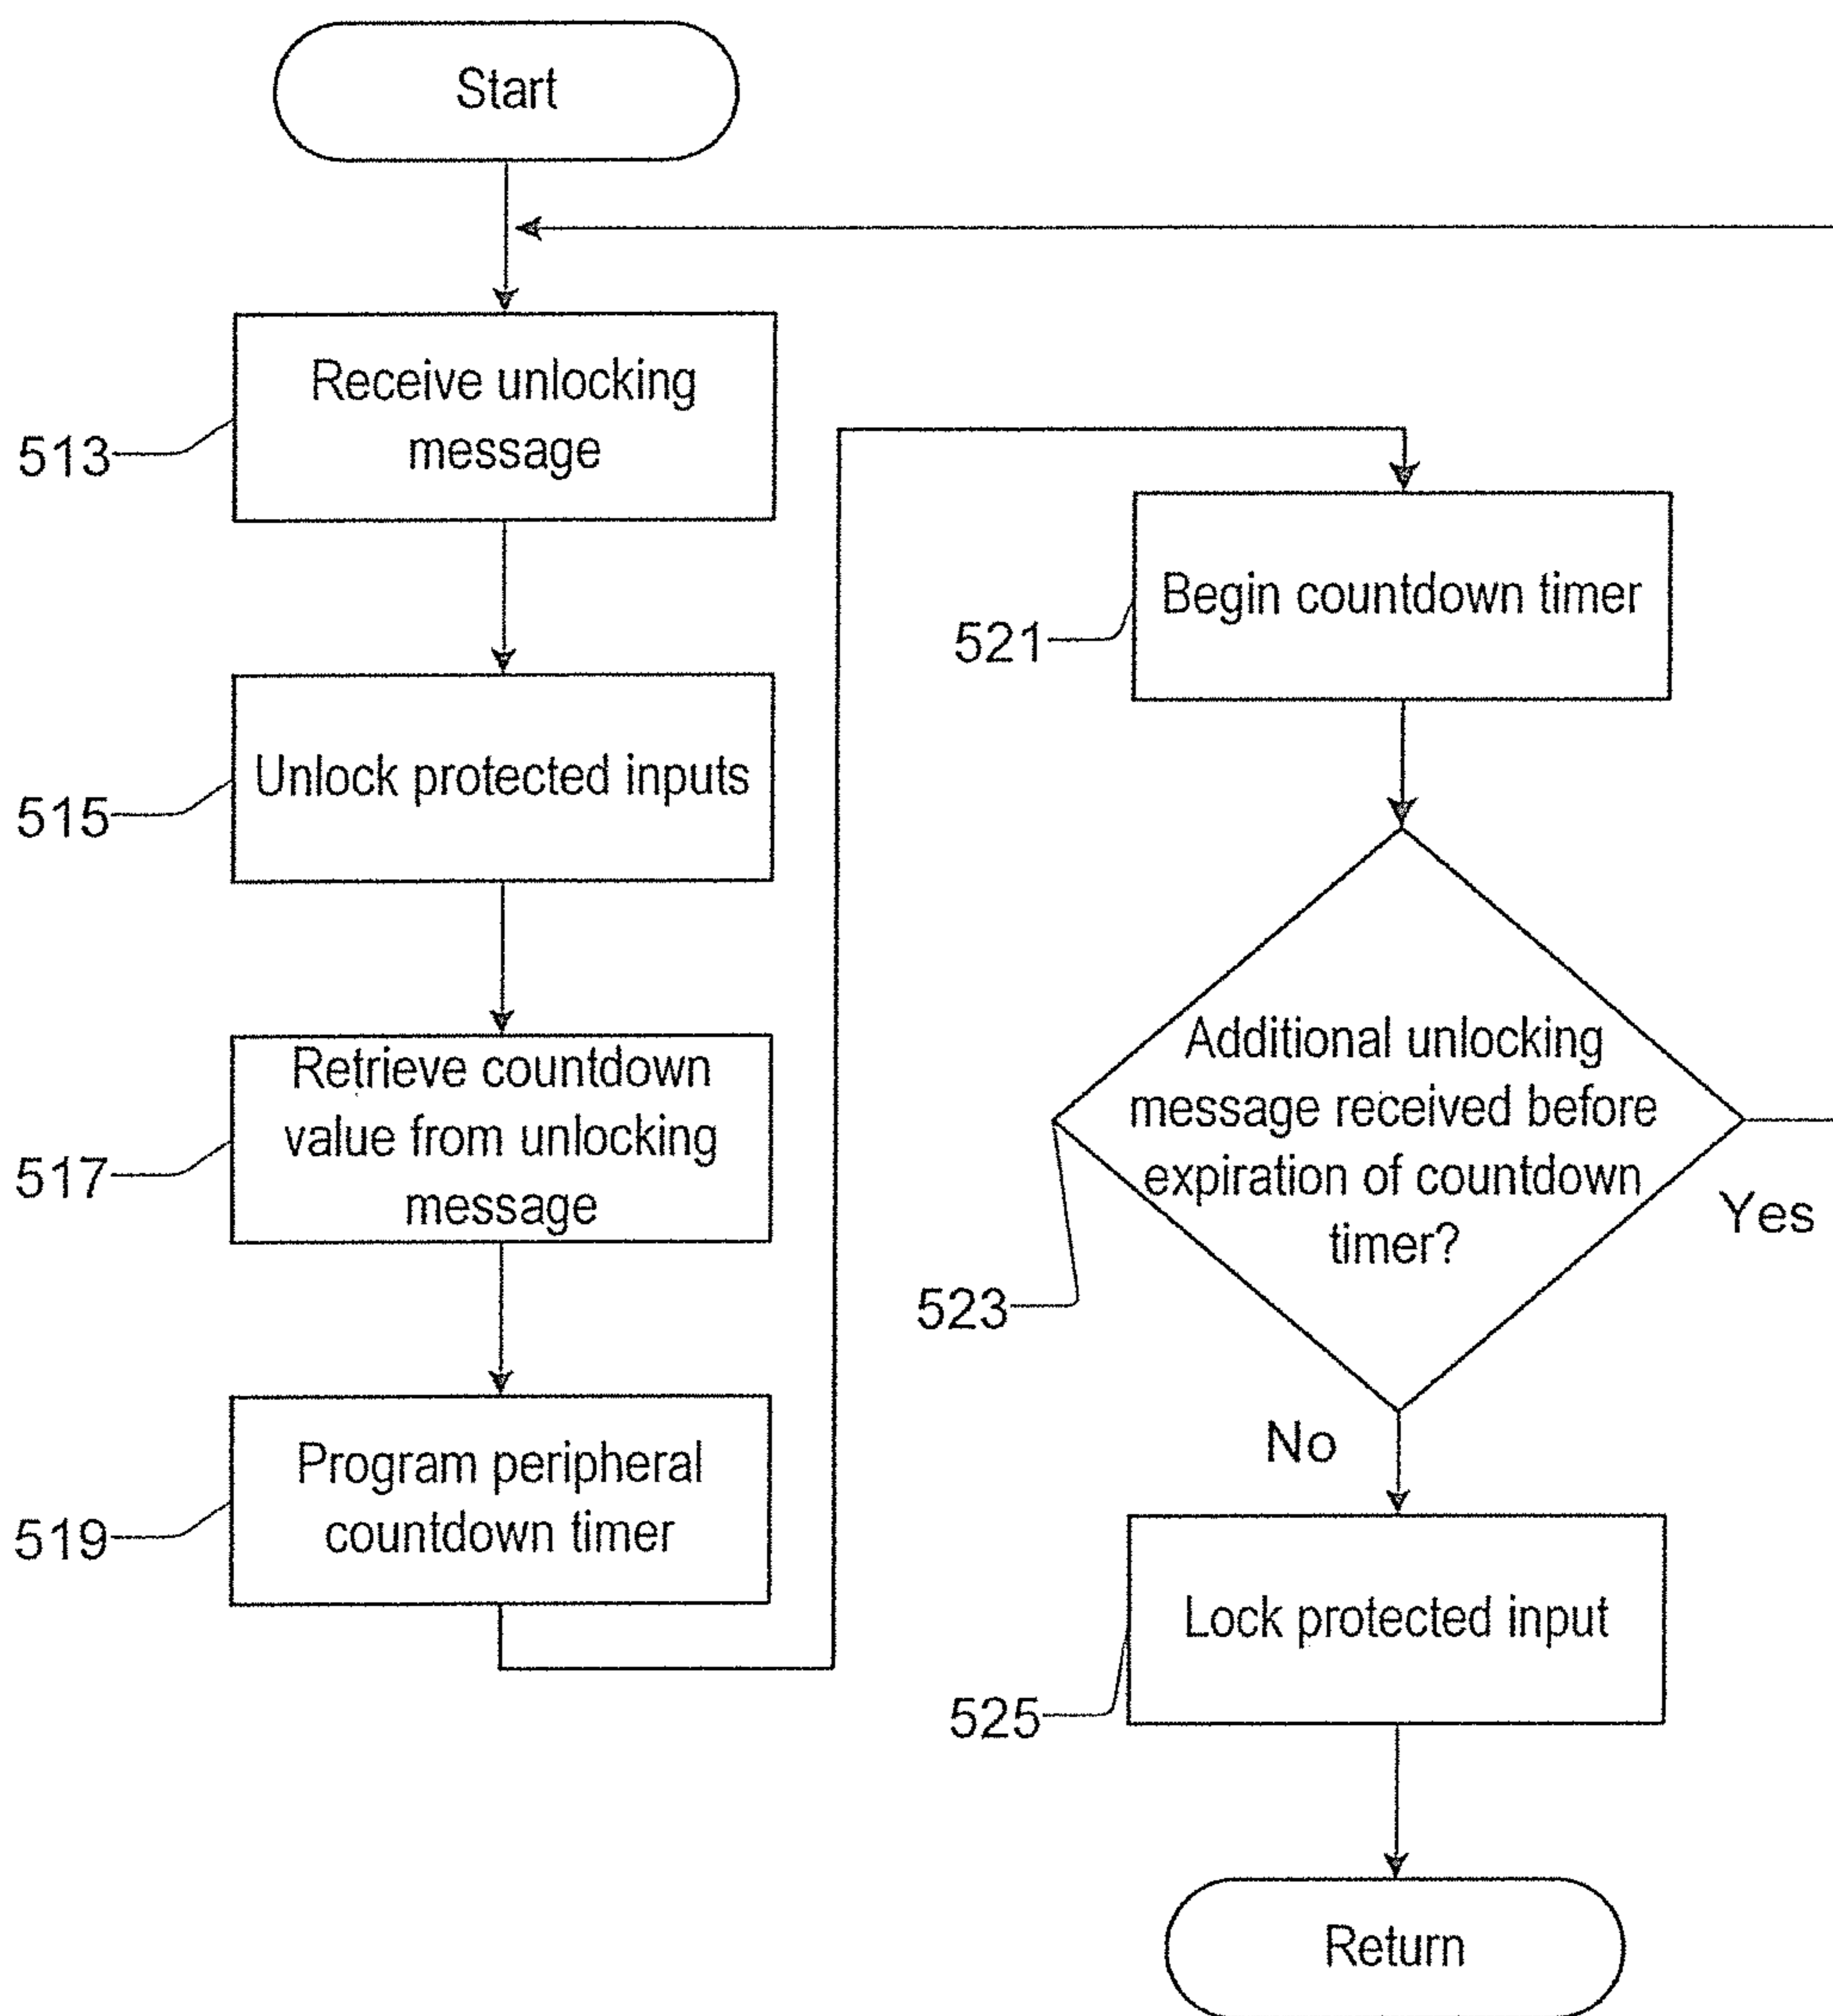 Start
Receive unlocking
message
513
Unlock protected inputs
515
Retrieve countdown
value from unlocking
message
517
Program peripheral
countdown timer
519
Begin countdown timer
521
Additional unlocking
message received before
expiration of countdown
timer?
523
Yes
No
Lock protected input
525
Return